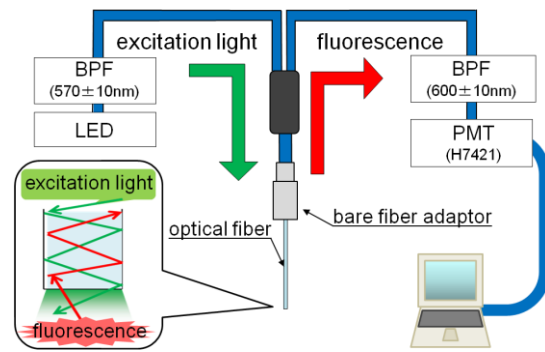 excitation light
fluorescence
BPF
(570±10nm)
LED
BPF
(600±10nm)
PMT
(H7421)
excitation light
optical fiber
bare fiber adaptor
fluorescence